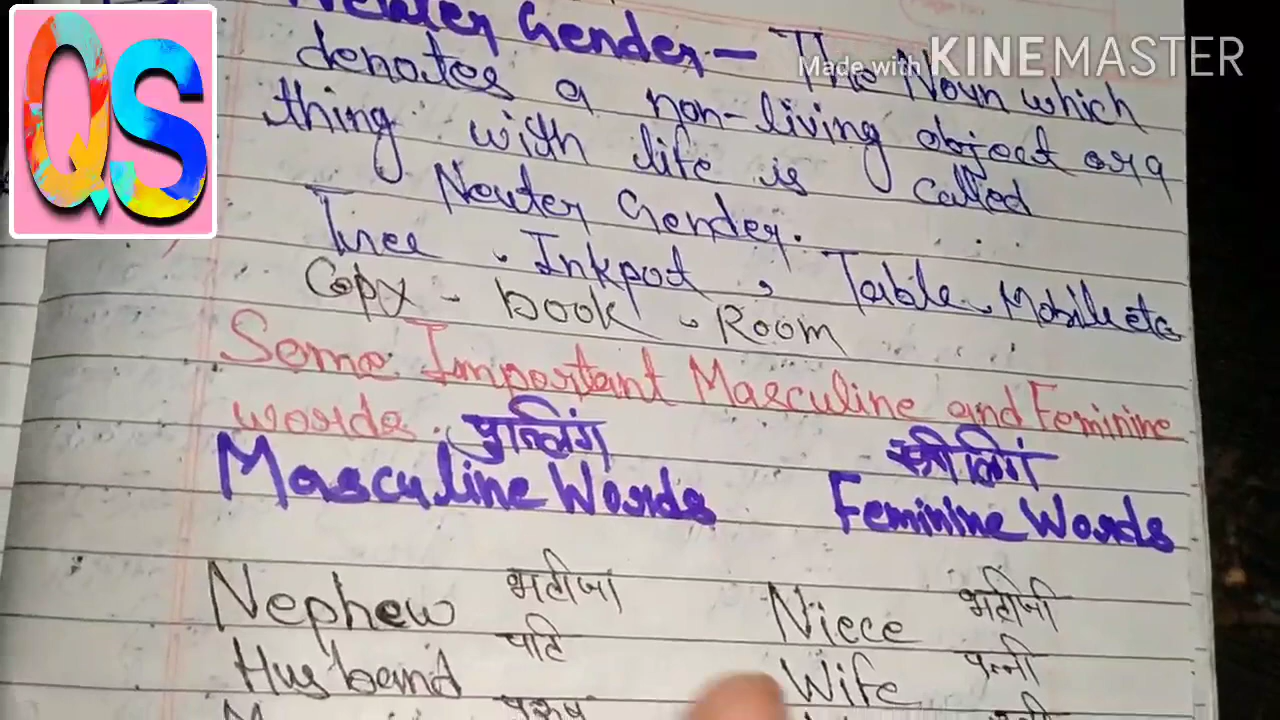 QS
Made with KINEMASTER
Neuter Gender - The Noun which
denotes a non-living object or a
thing with life is called
Neuter Gender.
Tree, Inkpot, Table, Mobile etc
Copy - book, Room
Some Important Masculine and Feminine
words.
पुल्लिंग स्त्रीलिंग
Masculine Words Feminine Words
Nephew भतीजा Niece भतीजी
Husband पति Wife पत्नी
पुरुष